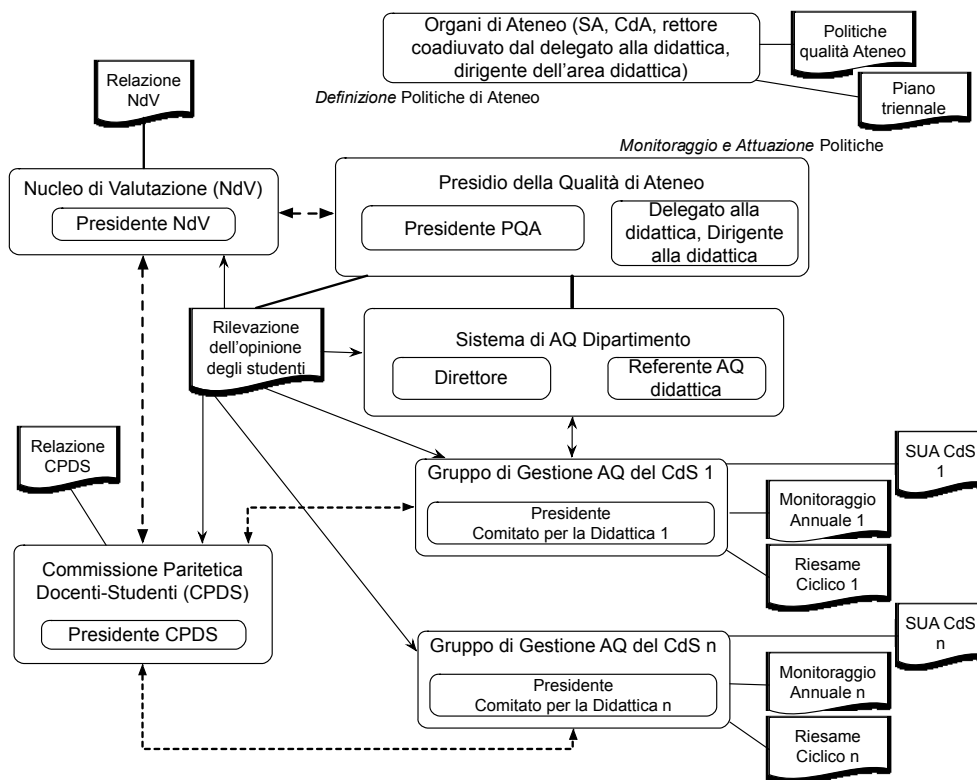 Organi di Ateneo (SA, CdA, rettore
coadiuvato dal delegato alla didattica,
dirigente dell'area didattica)
Politiche
qualità Ateneo
Piano
triennale
Definizione Politiche di Ateneo
Relazione
NdV
Monitoraggio e Attuazione Politiche
Nucleo di Valutazione (NdV)
Presidente NdV
Presidio della Qualità di Ateneo
Presidente PQA
Delegato alla
didattica, Dirigente
alla didattica
Rilevazione
dell'opinione
degli studenti
Sistema di AQ Dipartimento
Direttore
Referente AQ
didattica
Relazione
CPDS
Gruppo di Gestione AQ del CdS 1
Presidente
Comitato per la Didattica 1
SUA CdS
1
Monitoraggio
Annuale 1
Riesame
Ciclico 1
Commissione Paritetica
Docenti-Studenti (CPDS)
Presidente CPDS
Gruppo di Gestione AQ del CdS n
Presidente
Comitato per la Didattica n
SUA CdS
n
Monitoraggio
Annuale n
Riesame
Ciclico n